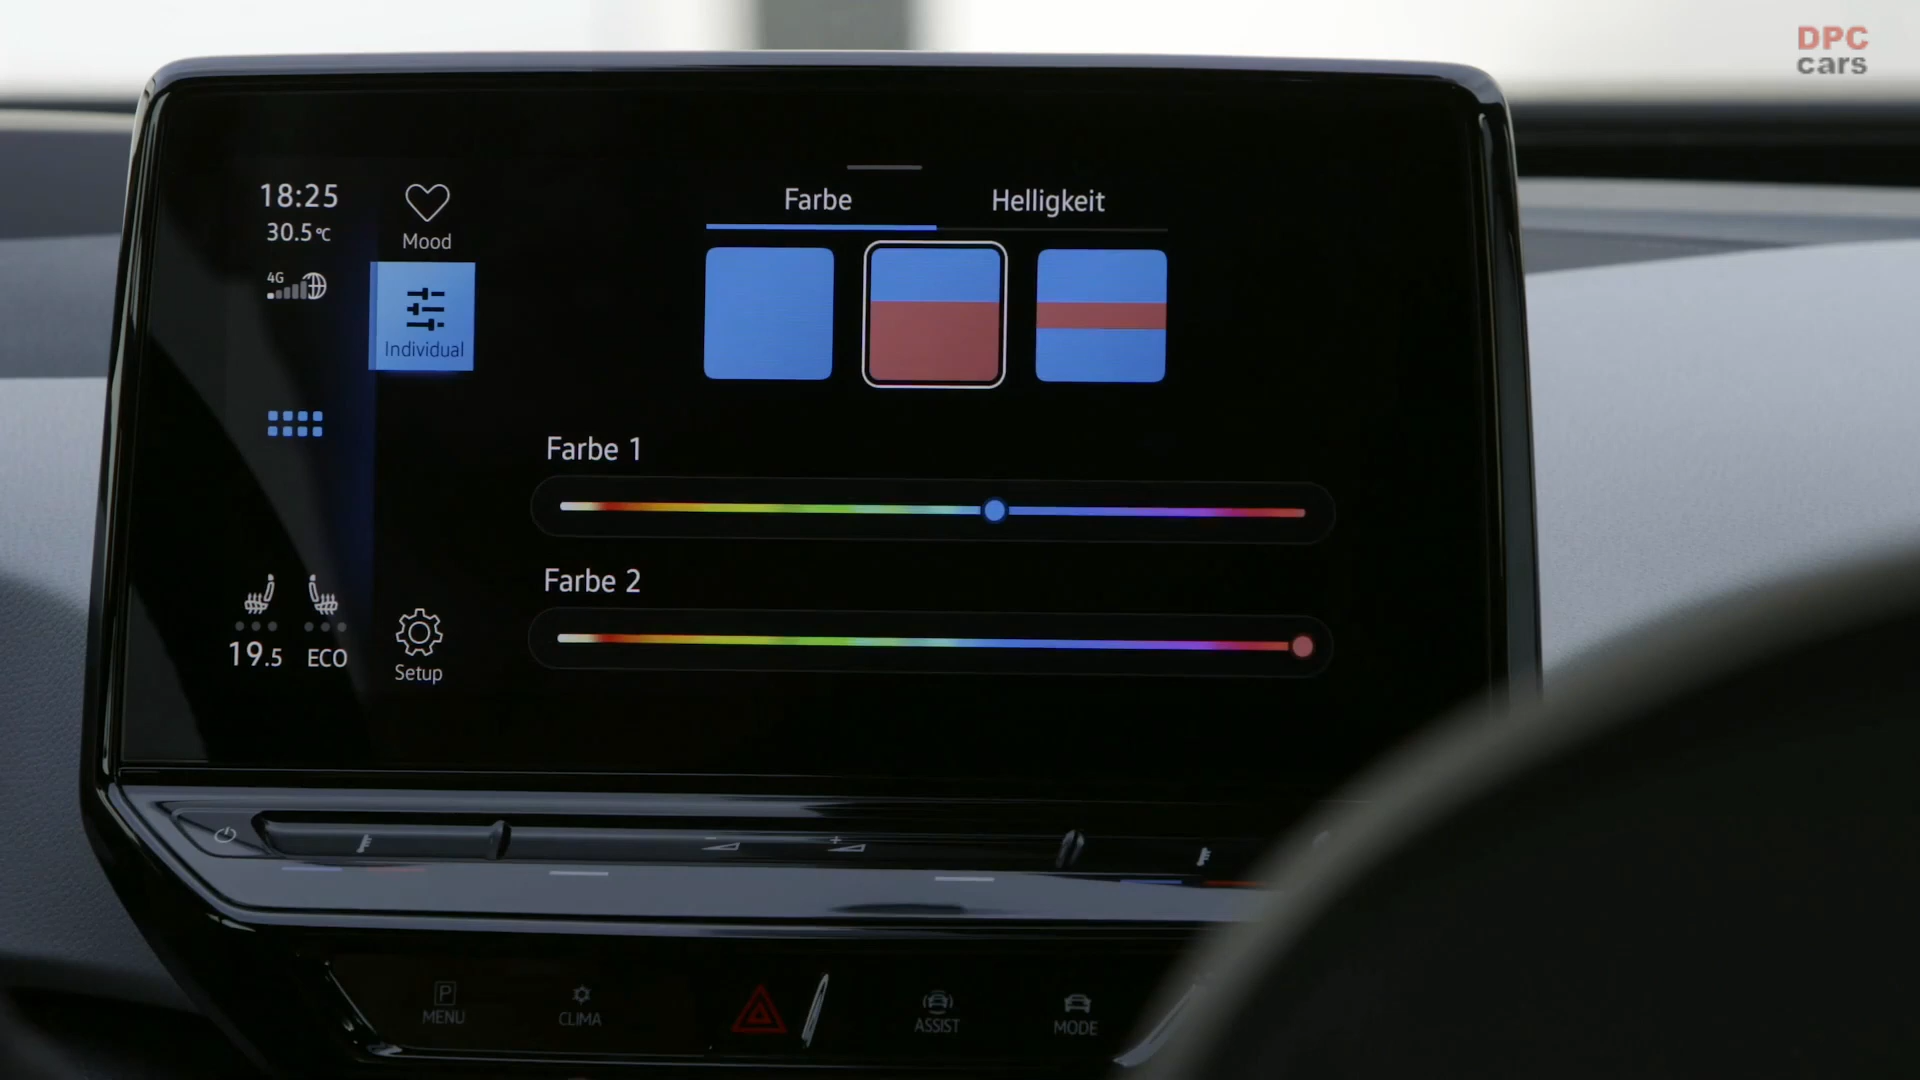 DPC
cars
18:25
30.5°C
4G
Mood
Individual
Farbe
Helligkeit
Farbe 1
Farbe 2
19.5
ECO
Setup
P
MENU
CLIMA
ASSIST
MODE